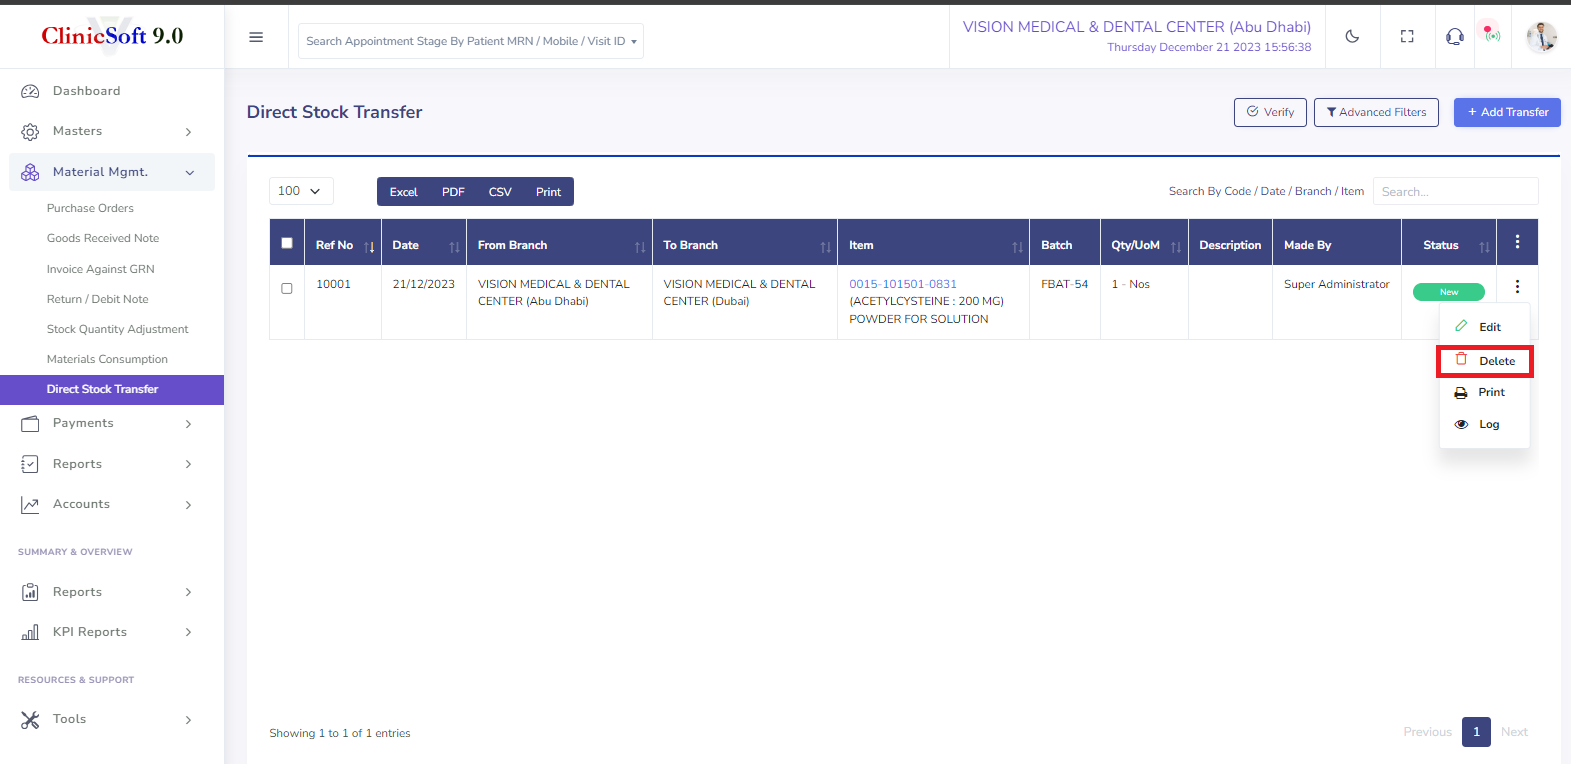 ClinicSoft 9.0
Search Appointment Stage By Patient MRN / Mobile / Visit ID
VISION MEDICAL & DENTAL CENTER (Abu Dhabi)
Thursday December 21 2023 15:56:38
Dashboard
Masters
Material Mgmt.
Purchase Orders
Goods Received Note
Invoice Against GRN
Return / Debit Note
Stock Quantity Adjustment
Materials Consumption
Direct Stock Transfer
Payments
Reports
Accounts
SUMMARY & OVERVIEW
Reports
KPI Reports
RESOURCES & SUPPORT
Tools
Direct Stock Transfer
Verify
Advanced Filters
+ Add Transfer
100
Excel PDF CSV Print
Search By Code / Date / Branch / Item
Search...
Ref No Date From Branch To Branch Item Batch Qty/UoM Description Made By Status
10001 21/12/2023 VISION MEDICAL & DENTAL VISION MEDICAL & DENTAL 0015-101501-0831 FBAT-54 1 - Nos Super Administrator New
CENTER (Abu Dhabi) CENTER (Dubai) (ACETYLCYSTEINE : 200 MG)
POWDER FOR SOLUTION
Edit
Delete
Print
Log
Showing 1 to 1 of 1 entries
Previous 1 Next